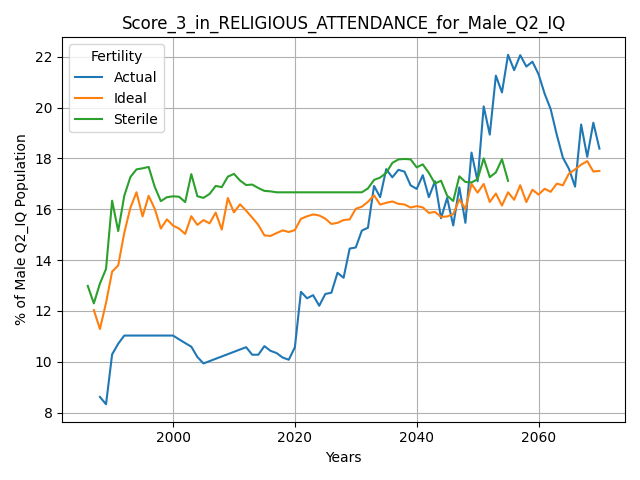 Score_3_in_RELIGIOUS_ATTENDANCE_for_Male_Q2_IQ
Fertility
Actual
Ideal
Sterile
% of Male Q2_IQ Population
22
20
18
16
14
12
10
8
2000 2020 2040 2060
Years